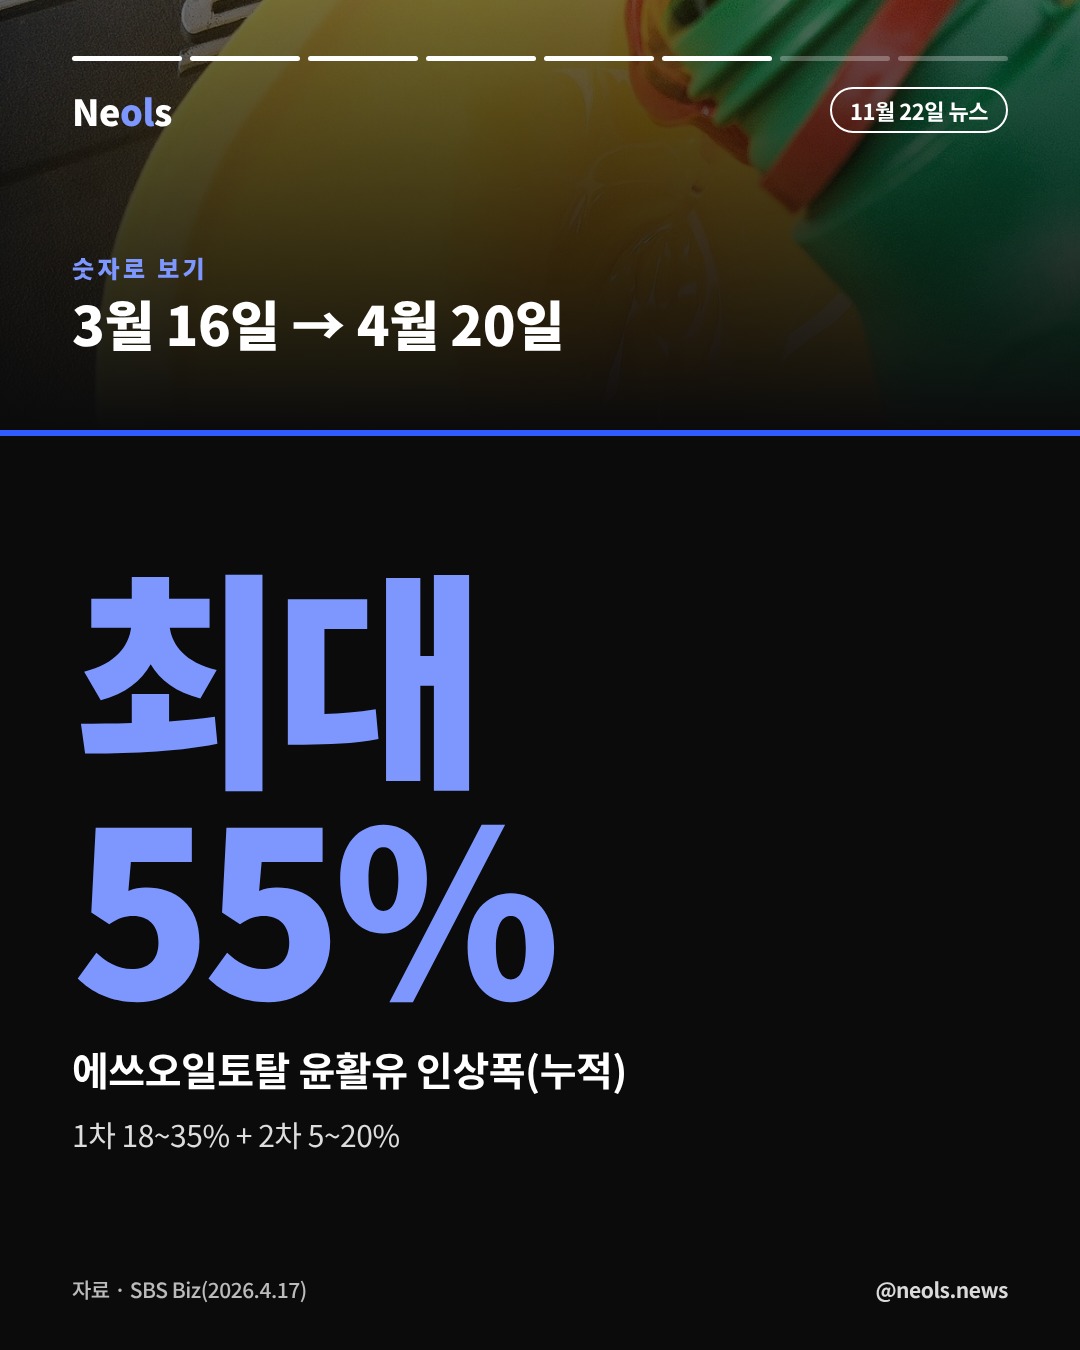 Neols
11월 22일 뉴스
숫자로 보기
3월 16일 → 4월 20일
최대
55%
에쓰오일토탈 윤활유 인상폭(누적)
1차 18~35% + 2차 5~20%
자료 · SBS Biz(2026.4.17)
@neols.news